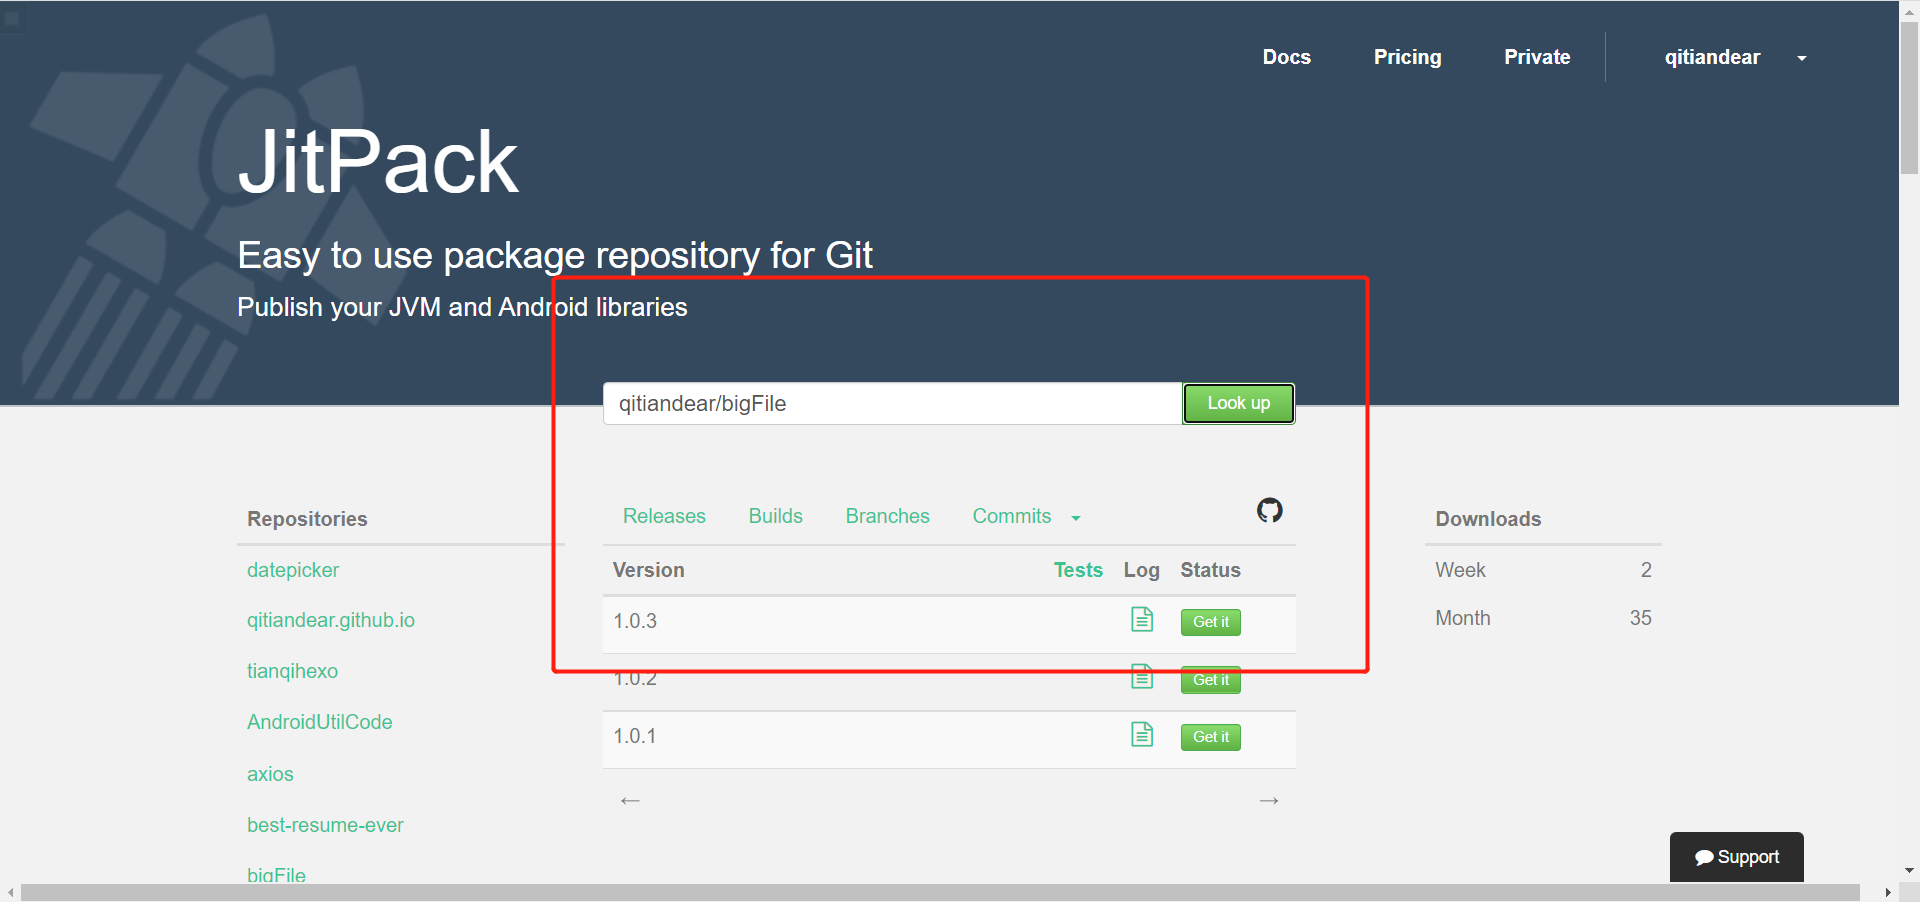 Docs Pricing Private qitiandear
JitPack
Easy to use package repository for Git
Publish your JVM and Android libraries
qitiandear/bigFile Look up
Repositories
datepicker
qitiandear.github.io
tianqihexo
AndroidUtilCode
axios
best-resume-ever
bigFile
Releases Builds Branches Commits
Version Tests Log Status
1.0.3 Get it
1.0.2 Get it
1.0.1 Get it
← →
Downloads
Week 2
Month 35
Support